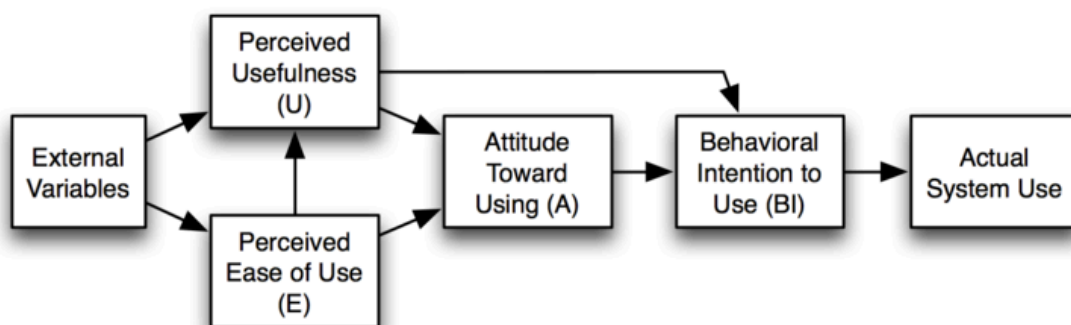 External
Variables
Perceived
Usefulness
(U)
Perceived
Ease of Use
(E)
Attitude
Toward
Using (A)
Behavioral
Intention to
Use (BI)
Actual
System Use